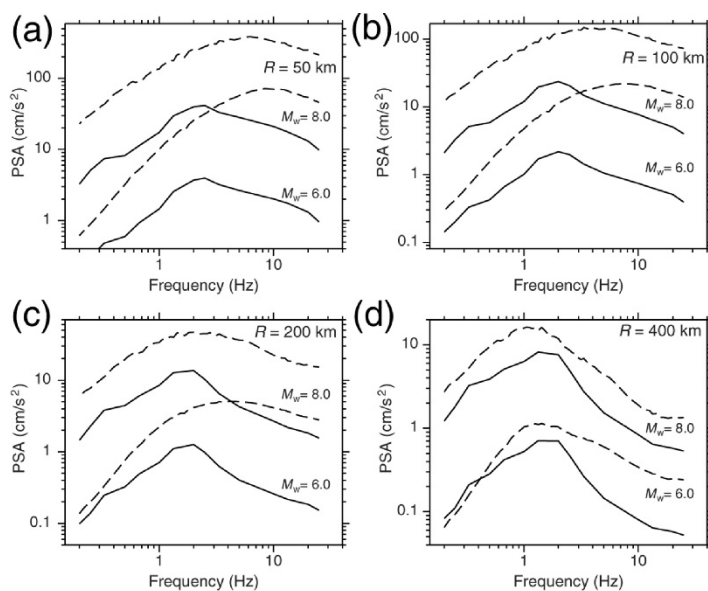 (a)
PSA (cm/s²)
100
10
1
R = 50 km
Mw= 8.0
Mw= 6.0
1
10
Frequency (Hz)
(b)
PSA (cm/s²)
100
10
1
0.1
R = 100 km
Mw= 8.0
Mw= 6.0
1
10
Frequency (Hz)
(c)
PSA (cm/s²)
10
1
0.1
R = 200 km
Mw= 8.0
Mw= 6.0
1
10
Frequency (Hz)
(d)
PSA (cm/s²)
10
1
0.1
R = 400 km
Mw= 8.0
Mw= 6.0
1
10
Frequency (Hz)